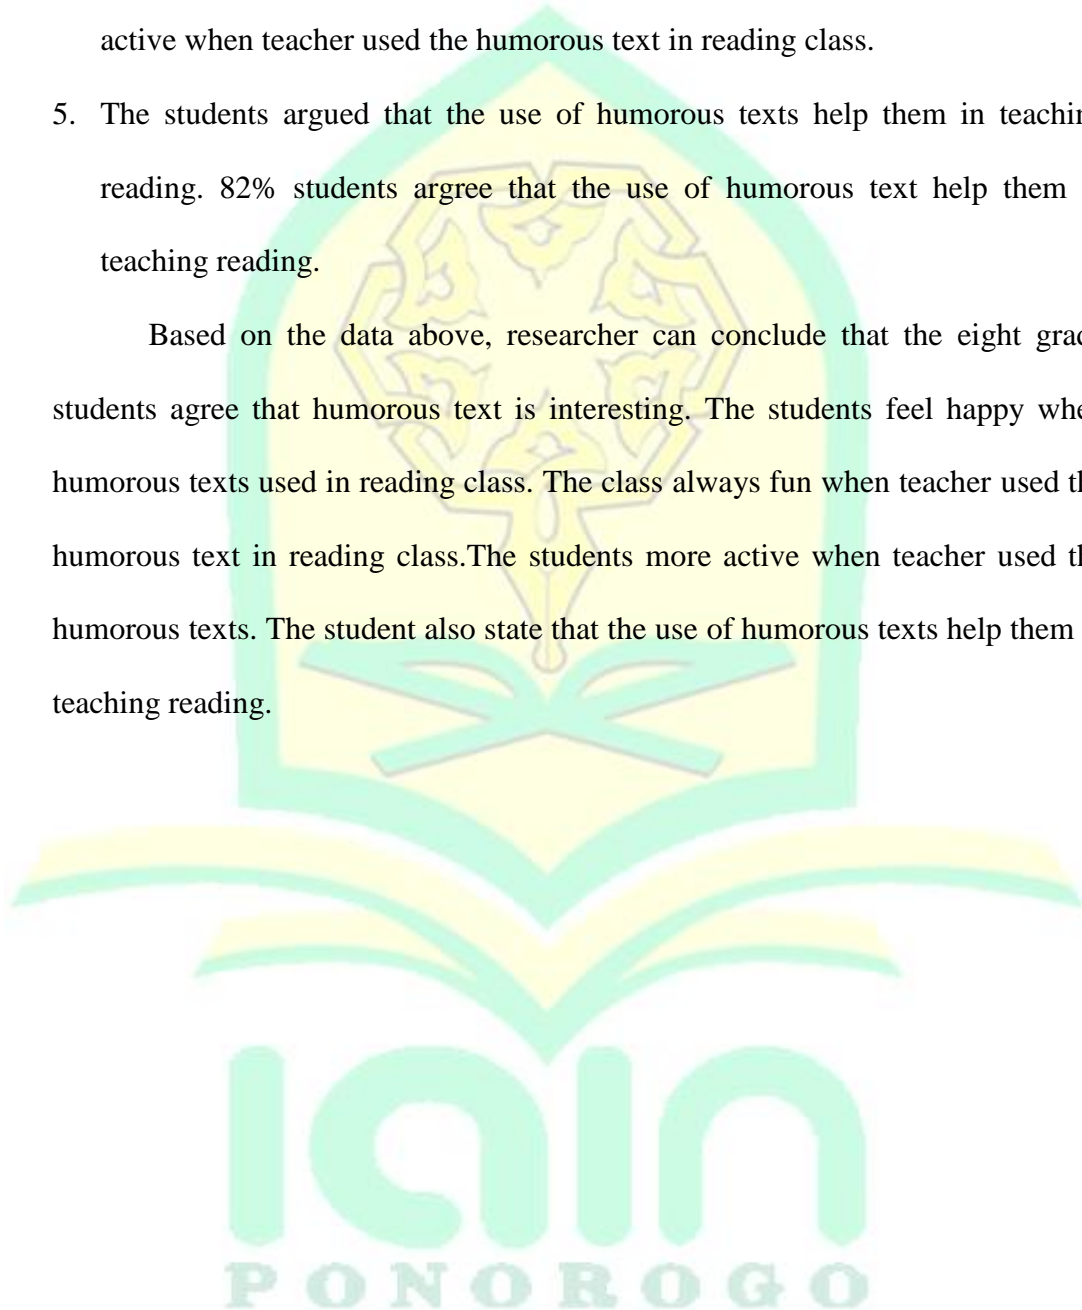 active when teacher used the humorous text in reading class.
5. The students argued that the use of humorous texts help them in teachin
reading. 82% students argree that the use of humorous text help them
teaching reading.
Based on the data above, researcher can conclude that the eight grad
students agree that humorous text is interesting. The students feel happy whe
humorous texts used in reading class. The class always fun when teacher used th
humorous text in reading class.The students more active when teacher used th
humorous texts. The student also state that the use of humorous texts help them
teaching reading.
iain
PONOROGO